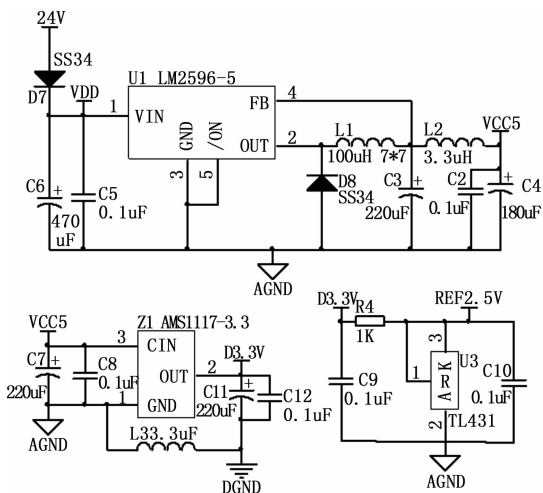 24V
SS34
D7
VDD
U1 LM2596-5
1
VIN
FB
4
GND
/ON
OUT
2
3
5
L1
100uH 7*7
L2
3.3uH
VCC5
C6
+
470
uF
C5
0.1uF
D8
SS34
C3
+
220uF
C2
0.1uF
+
C4
180uF
AGND
VCC5
Z1 AMS1117-3.3
3
CIN
OUT
2
D3.3V
1
GND
C7
+
220uF
C8
0.1uF
C11
+
220uF
C12
0.1uF
L33.3uF
AGND
DGND
D3.3V
R4
1K
REF2.5V
3
1
K
R
A
U3
2
TL431
C9
0.1uF
C10
0.1uF
AGND